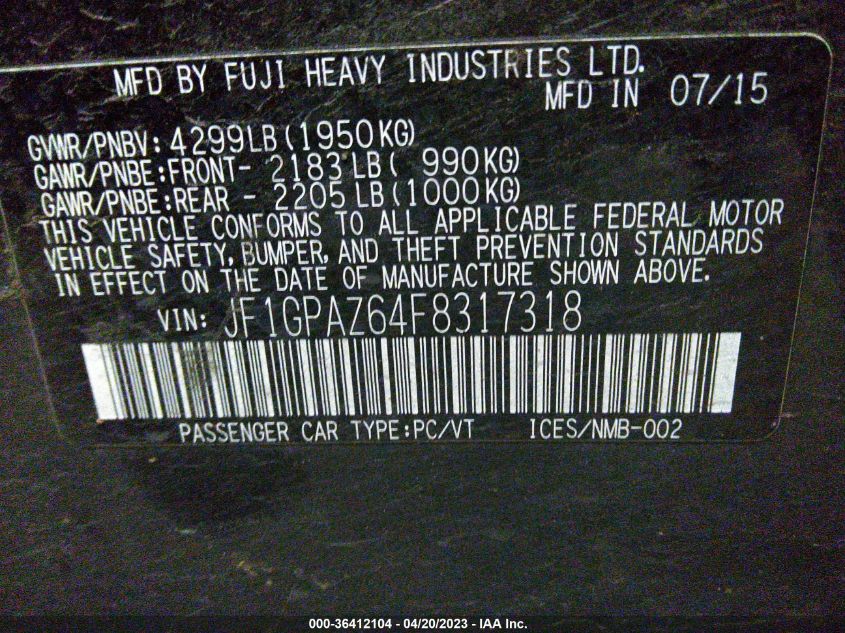 MFD BY FUJI HEAVY INDUSTRIES LTD.
MFD IN 07/15
GVWR/PNBV: 4299LB (1950KG)
GAWR/PNBE:FRONT- 2183LB ( 990KG)
GAWR/PNBE:REAR - 2205LB (1000KG)
THIS VEHICLE CONFORMS TO ALL APPLICABLE FEDERAL MOTOR
VEHICLE SAFETY, BUMPER, AND THEFT PREVENTION STANDARDS
IN EFFECT ON THE DATE OF MANUFACTURE SHOWN ABOVE.
VIN: JF1GPAZ64F8317318
PASSENGER CAR TYPE:PC/VT ICES/NMB-002
000-36412104 - 04/20/2023 - IAA Inc.